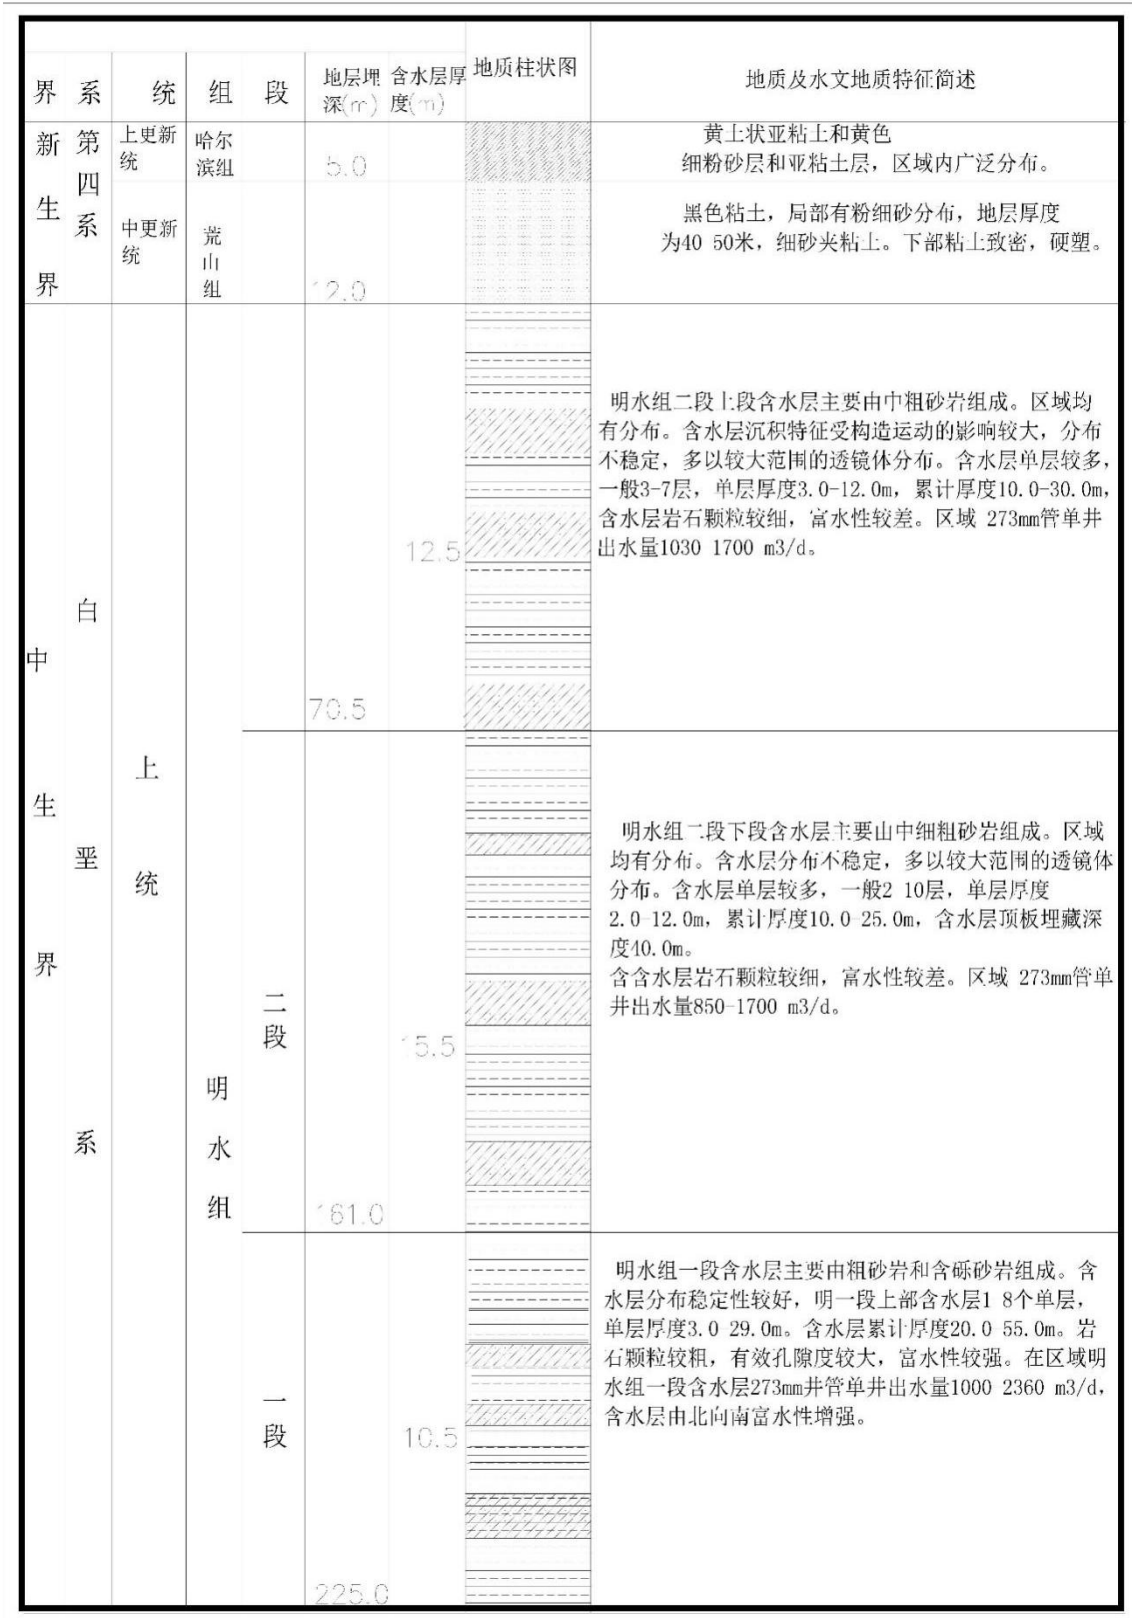 界 系 统 组 段 地层埋深(m) 含水层厚度(m) 地质柱状图 地质及水文地质特征简述
新生界
第四系
上更新统
哈尔滨组
5.0
黄土状亚粘土和黄色
细粉砂层和亚粘土层，区域内广泛分布。
中更新统
荒山组
12.0
黑色粘土，局部有粉细砂分布，地层厚度
为40 50米，细砂夹粘土。下部粘土致密，硬塑。
中生界
白垩系
上统
明水组
12.5
70.5
明水组二段上段含水层主要由中粗砂岩组成。区域均
有分布。含水层沉积特征受构造运动的影响较大，分布
不稳定，多以较大范围的透镜体分布。含水层单层较多，
一般3-7层，单层厚度3.0-12.0m，累计厚度10.0-30.0m，
含水层岩石颗粒较细，富水性较差。区域 273mm管单井
出水量1030 1700 m3/d。
二段
15.5
161.0
明水组二段下段含水层主要由中细粗砂岩组成。区域
均有分布。含水层分布不稳定，多以较大范围的透镜体
分布。含水层单层较多，一般2 10层，单层厚度
2.0-12.0m，累计厚度10.0-25.0m，含水层顶板埋藏深
度40.0m。
含含水层岩石颗粒较细，富水性较差。区域 273mm管单
井出水量850-1700 m3/d。
一段
10.5
225.0
明水组一段含水层主要由粗砂岩和含砾砂岩组成。含
水层分布稳定性较好，明一段上部含水层1 8个单层，
单层厚度3.0 29.0m。含水层累计厚度20.0 55.0m。岩
石颗粒较粗，有效孔隙度较大，富水性较强。在区域明
水组一段含水层273mm井管单井出水量1000 2360 m3/d，
含水层由北向南富水性增强。